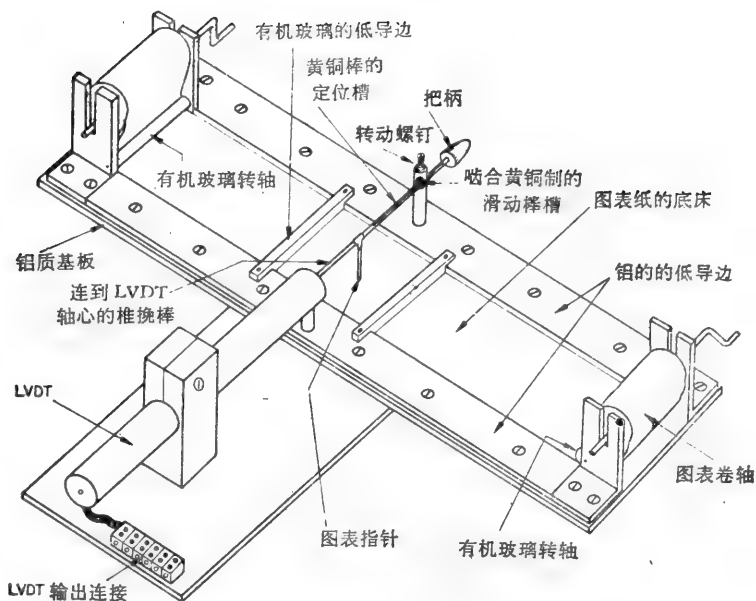 有机玻璃的低导边
黄铜棒的
定位槽
把柄
转动螺钉
啮合黄铜制的
滑动棒槽
图表纸的底床
有机玻璃转轴
铝质基板
铝的的低导边
连到LVDT
轴心的椎挽棒
LVDT
图表卷轴
图表指针
有机玻璃转轴
LVDT 输出连接